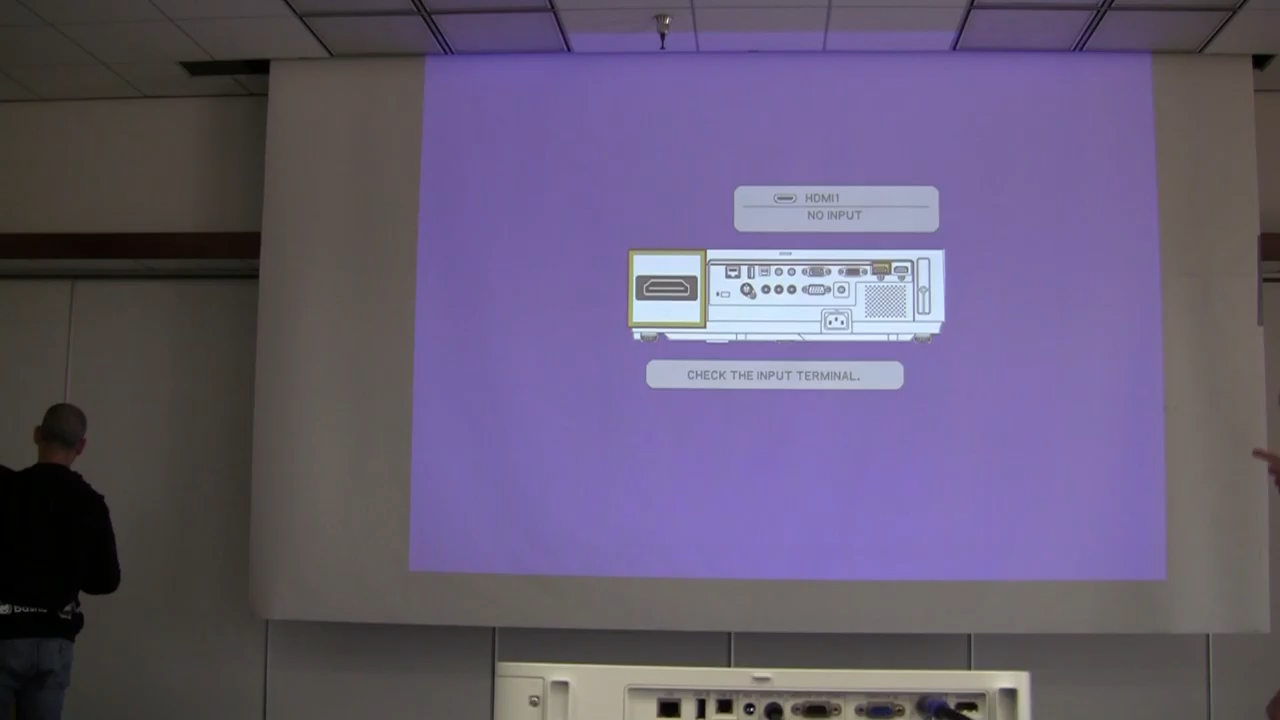 HDMI1
NO INPUT
CHECK THE INPUT TERMINAL.